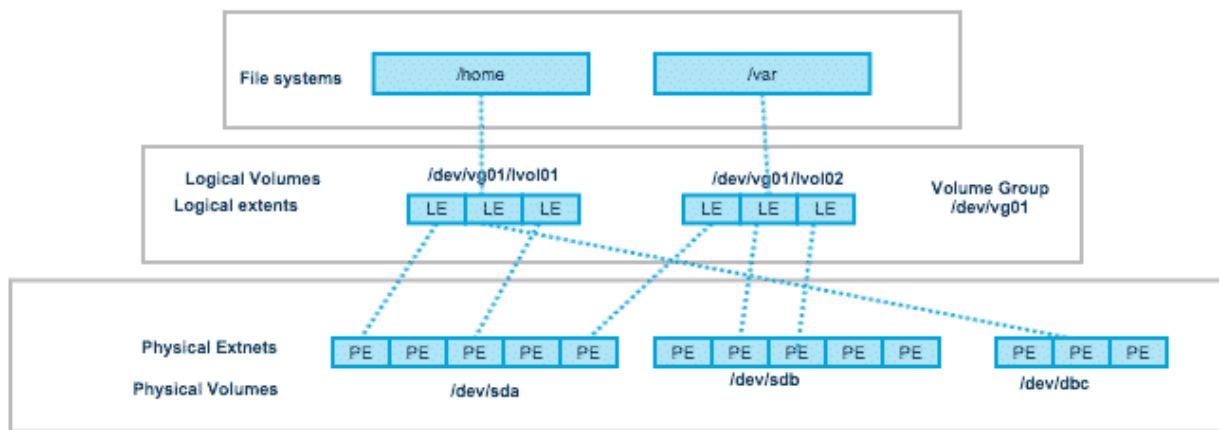 /home
/var
File systems
Logical Volumes
/dev/vg01/lvol01
/dev/vg01/lvol02
Volume Group
/dev/vg01
Logical extents
LE LE LE
LE LE LE
Physical Extnets
PE PE PE PE PE
PE PE PE PE PE
PE PE PE
Physical Volumes
/dev/sda
/dev/sdb
/dev/dbc